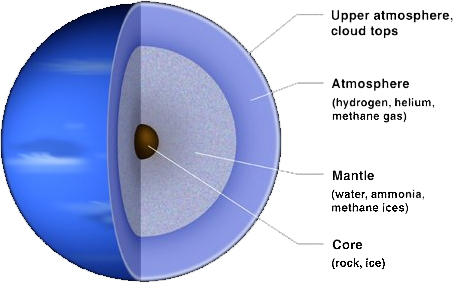 Upper atmosphere,
cloud tops
Atmosphere
(hydrogen, helium,
methane gas)
Mantle
(water, ammonia,
methane ices)
Core
(rock, ice)